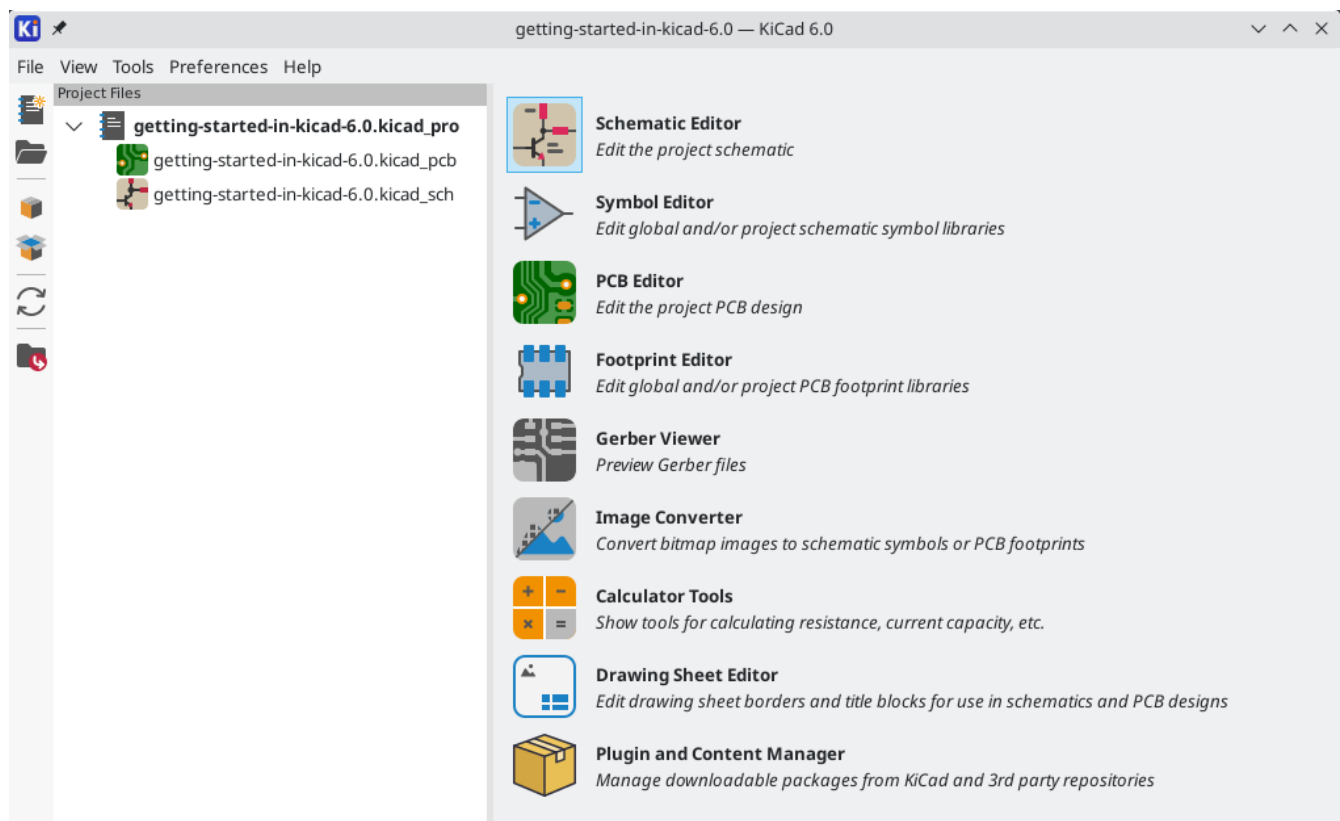 Ki
getting-started-in-kicad-6.0 — KiCad 6.0
File View Tools Preferences Help
Project Files
getting-started-in-kicad-6.0.kicad_pro
getting-started-in-kicad-6.0.kicad_pcb
getting-started-in-kicad-6.0.kicad_sch
Schematic Editor
Edit the project schematic
Symbol Editor
Edit global and/or project schematic symbol libraries
PCB Editor
Edit the project PCB design
Footprint Editor
Edit global and/or project PCB footprint libraries
Gerber Viewer
Preview Gerber files
Image Converter
Convert bitmap images to schematic symbols or PCB footprints
Calculator Tools
Show tools for calculating resistance, current capacity, etc.
Drawing Sheet Editor
Edit drawing sheet borders and title blocks for use in schematics and PCB designs
Plugin and Content Manager
Manage downloadable packages from KiCad and 3rd party repositories